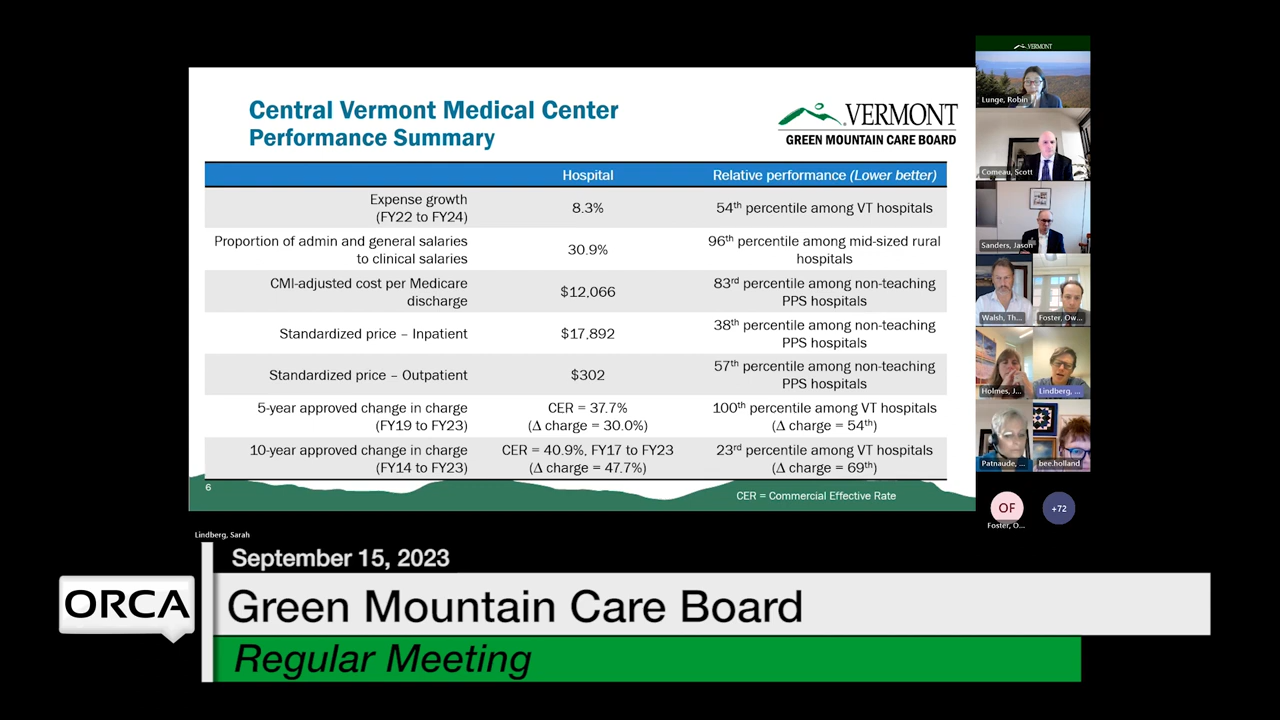 Central Vermont Medical Center
Performance Summary
VERMONT
GREEN MOUNTAIN CARE BOARD
Hospital
Relative performance (Lower better)
Expense growth
(FY22 to FY24)
8.3%
54th percentile among VT hospitals
Proportion of admin and general salaries
to clinical salaries
30.9%
96th percentile among mid-sized rural
hospitals
CMI-adjusted cost per Medicare
discharge
$12,066
83rd percentile among non-teaching
PPS hospitals
Standardized price – Inpatient
$17,892
38th percentile among non-teaching
PPS hospitals
Standardized price – Outpatient
$302
57th percentile among non-teaching
PPS hospitals
5-year approved change in charge
(FY19 to FY23)
CER = 37.7%
(Δ charge = 30.0%)
100th percentile among VT hospitals
(Δ charge = 54th)
10-year approved change in charge
(FY14 to FY23)
CER = 40.9%, FY17 to FY23
(Δ charge = 47.7%)
23rd percentile among VT hospitals
(Δ charge = 69th)
6
CER = Commercial Effective Rate
VERMONT
Lunge, Robin
Comeau, Scott
Sanders, Jason
Walsh, Th...
Foster, Ow...
Holmes, J...
Lindberg, ...
Patnaude, ...
bee.holland
OF
+72
Foster, O...
Lindberg, Sarah
September 15, 2023
ORCA
Green Mountain Care Board
Regular Meeting